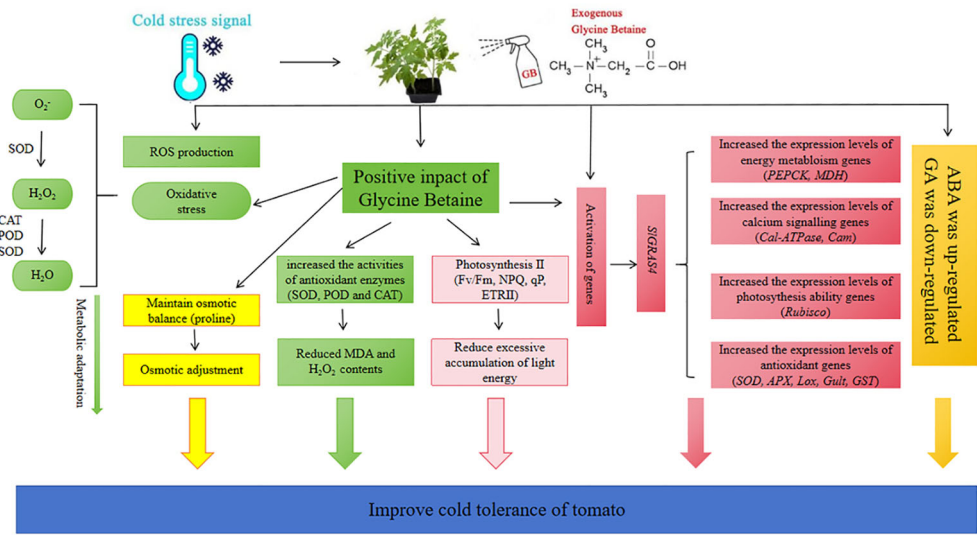 Cold stress signal
Exogenous
Glycine Betaine
GB
CH₃
CH₃—N⁺—CH₂—C—OH
O
CH₃
O₂⁻
SOD
H₂O₂
CAT
POD
SOD
H₂O
Metabolic adaptation
ROS production
Oxidative
stress
Positive inpact of
Glycine Betaine
Maintain osmotic
balance (proline)
Osmotic adjustment
increased the activities
of antioxidant enzymes
(SOD, POD and CAT)
Reduced MDA and
H₂O₂ contents
Photosynthesis II
(Fv/Fm, NPQ, qP,
ETRII)
Reduce excessive
accumulation of light
energy
Activation of genes
SlGRAS4
Increased the expression levels of
energy metabloism genes
(PEPCK, MDH)
Increased the expression levels of
calcium signalling genes
(Cal-ATPase, Cam)
Increased the expression levels of
photosythesis ability genes
(Rubisco)
Increased the expression levels of
antioxidant genes
(SOD, APX, Lox, Gult, GST)
ABA was up-regulated
GA was down-regulated
Improve cold tolerance of tomato